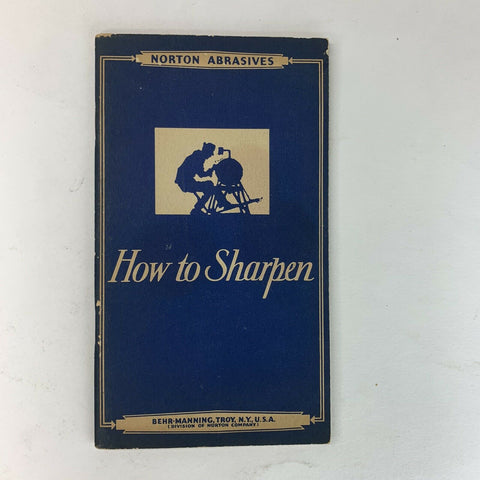 NORTON ABRASIVES
How to Sharpen
BEHR-MANNING, TROY, N.Y., U.S.A.
(DIVISION OF NORTON COMPANY)